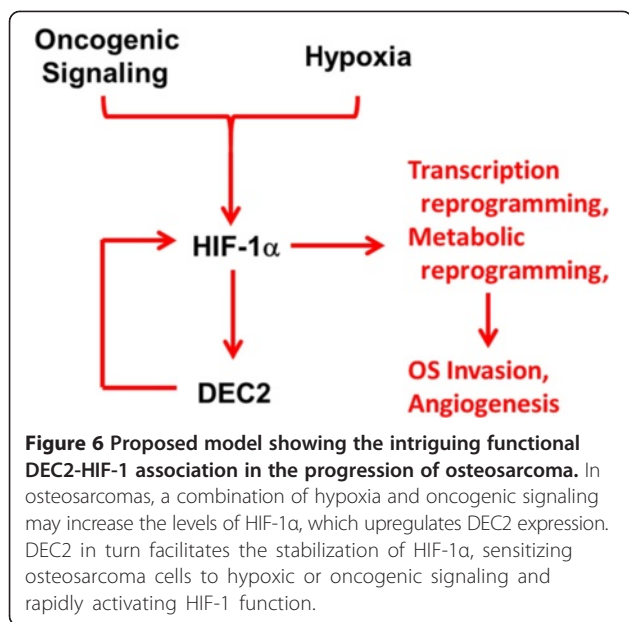 Oncogenic
Signaling
Hypoxia
HIF-1α
DEC2
Transcription
reprogramming,
Metabolic
reprogramming,
OS Invasion,
Angiogenesis
Figure 6 Proposed model showing the intriguing functional
DEC2-HIF-1 association in the progression of osteosarcoma. In
osteosarcomas, a combination of hypoxia and oncogenic signaling
may increase the levels of HIF-1α, which upregulates DEC2 expression.
DEC2 in turn facilitates the stabilization of HIF-1α, sensitizing
osteosarcoma cells to hypoxic or oncogenic signaling and
rapidly activating HIF-1 function.